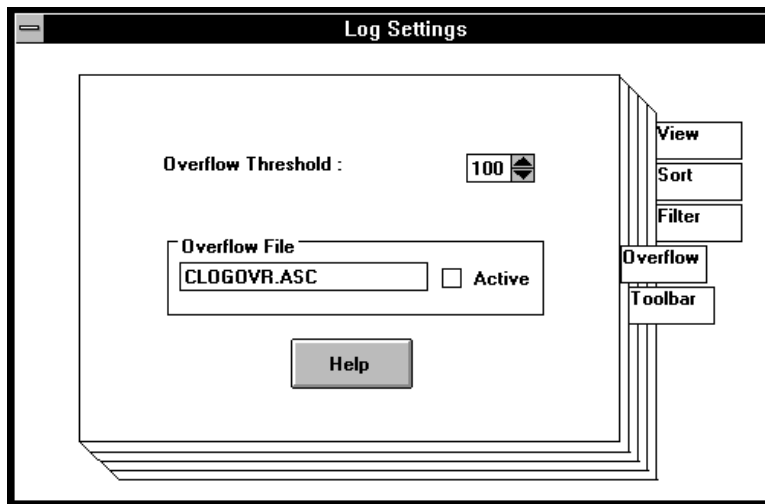 Log Settings
Overflow Threshold :
100
Overflow File
CLOGOVR.ASC
Active
Help
View
Sort
Filter
Overflow
Toolbar